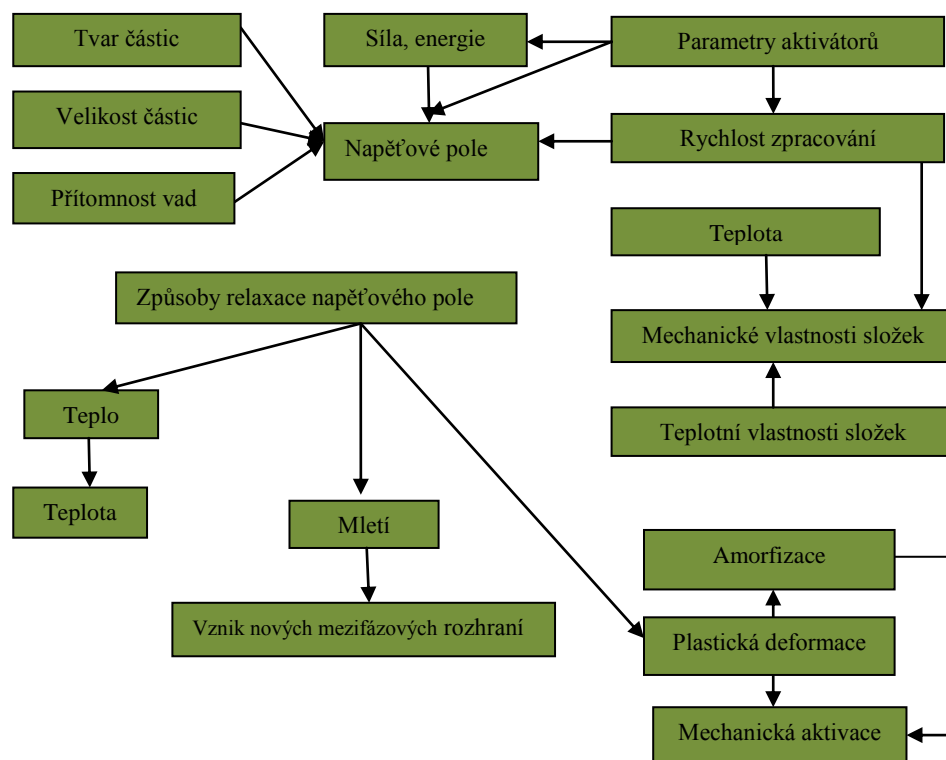 Tvar částic
Síla, energie
Parametry aktivátorů
Velikost částic
Napěťové pole
Rychlost zpracování
Přítomnost vad
Teplota
Způsoby relaxace napěťového pole
Mechanické vlastnosti složek
Teplo
Teplotní vlastnosti složek
Teplota
Mletí
Amorfizace
Vznik nových mezifázových rozhraní
Plastická deformace
Mechanická aktivace